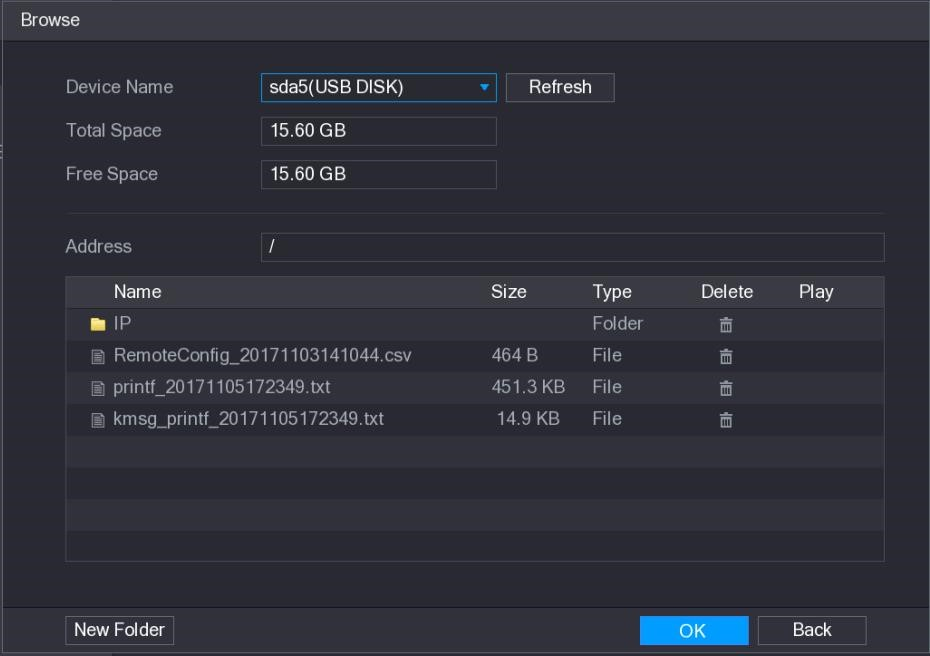 Browse
Device Name sda5(USB DISK) Refresh
Total Space 15.60 GB
Free Space 15.60 GB
Address /
Name Size Type Delete Play
IP Folder
RemoteConfig_20171103141044.csv 464 B File
printf_20171105172349.txt 451.3 KB File
kmsg_printf_20171105172349.txt 14.9 KB File
New Folder OK Back